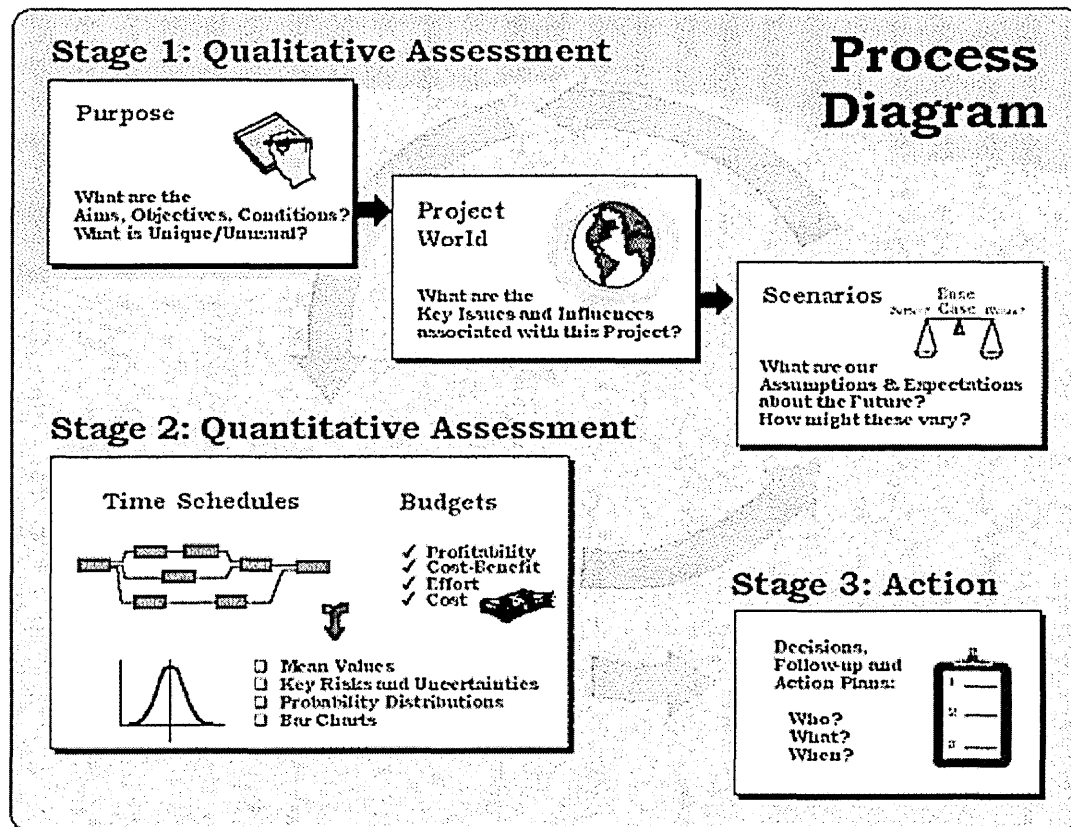 Stage 1: Qualitative Assessment
Process
Diagram
Purpose
What are the
Aims, Objectives, Conditions?
What is Unique/Unusual?
Project
World
What are the
Key Issues and Influences
associated with this Project?
Scenarios
Base
Case
What are our
Assumptions & Expectations
about the Future?
How might these vary?
Stage 2: Quantitative Assessment
Time Schedules
Budgets
✓ Profitability
✓ Cost-Benefit
✓ Effort
✓ Cost
❑ Mean Values
❑ Key Risks and Uncertainties
❑ Probability Distributions
❑ Bar Charts
Stage 3: Action
Decisions,
Follow-up and
Action Plans:
Who?
What?
When?
1
2
3